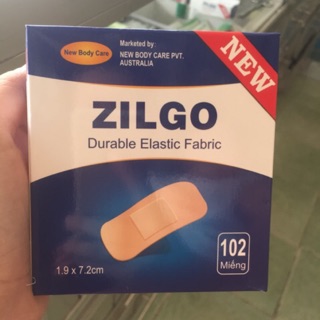 New Body Care
Marketed by:
NEW BODY CARE PVT.
AUSTRALIA
NEW
ZILGO
Durable Elastic Fabric
102
Miếng
1.9 x 7.2cm